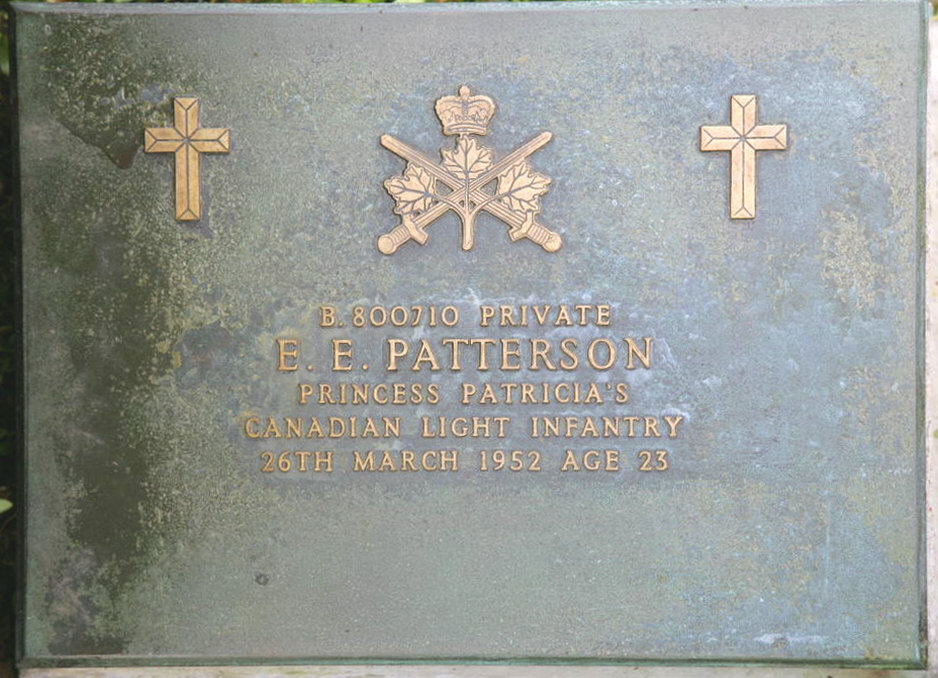 B. 800710 PRIVATE
E. E. PATTERSON
PRINCESS PATRICIA'S
CANADIAN LIGHT INFANTRY
26TH MARCH 1952 AGE 23